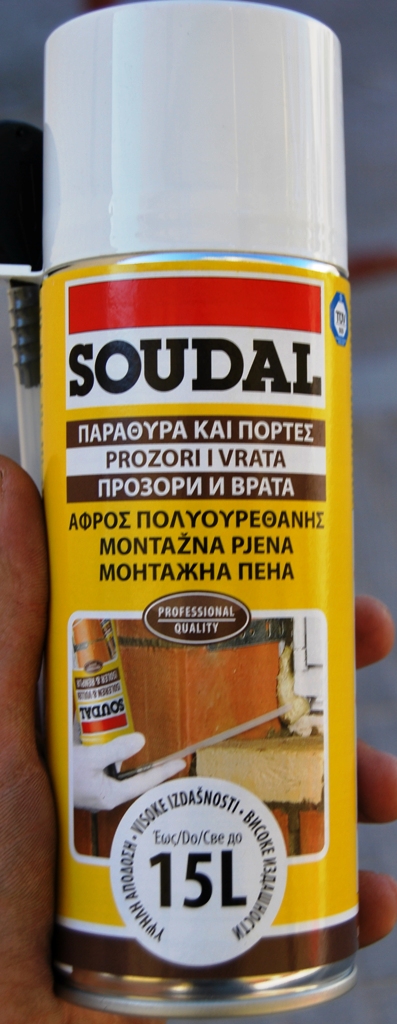 SOUDAL
ΠΑΡΑΘΥΡΑ ΚΑΙ ΠΟΡΤΕΣ
PROZORI I VRATA
ПРОЗОРИ И ВРАТА
ΑΦΡΟΣ ΠΟΛΥΟΥΡΕΘΑΝΗΣ
MONTAŽNA PJENA
МОНТАЖНА ПЕНА
PROFESSIONAL
QUALITY
SOUDAL
ΥΨΗΛΗ ΑΠΟΔΟΣΗ • VISOKE IZDAŠNOSTI • ВИСОКЕ ИЗДАШНОСТИ
Έως/Do/Све до
15L